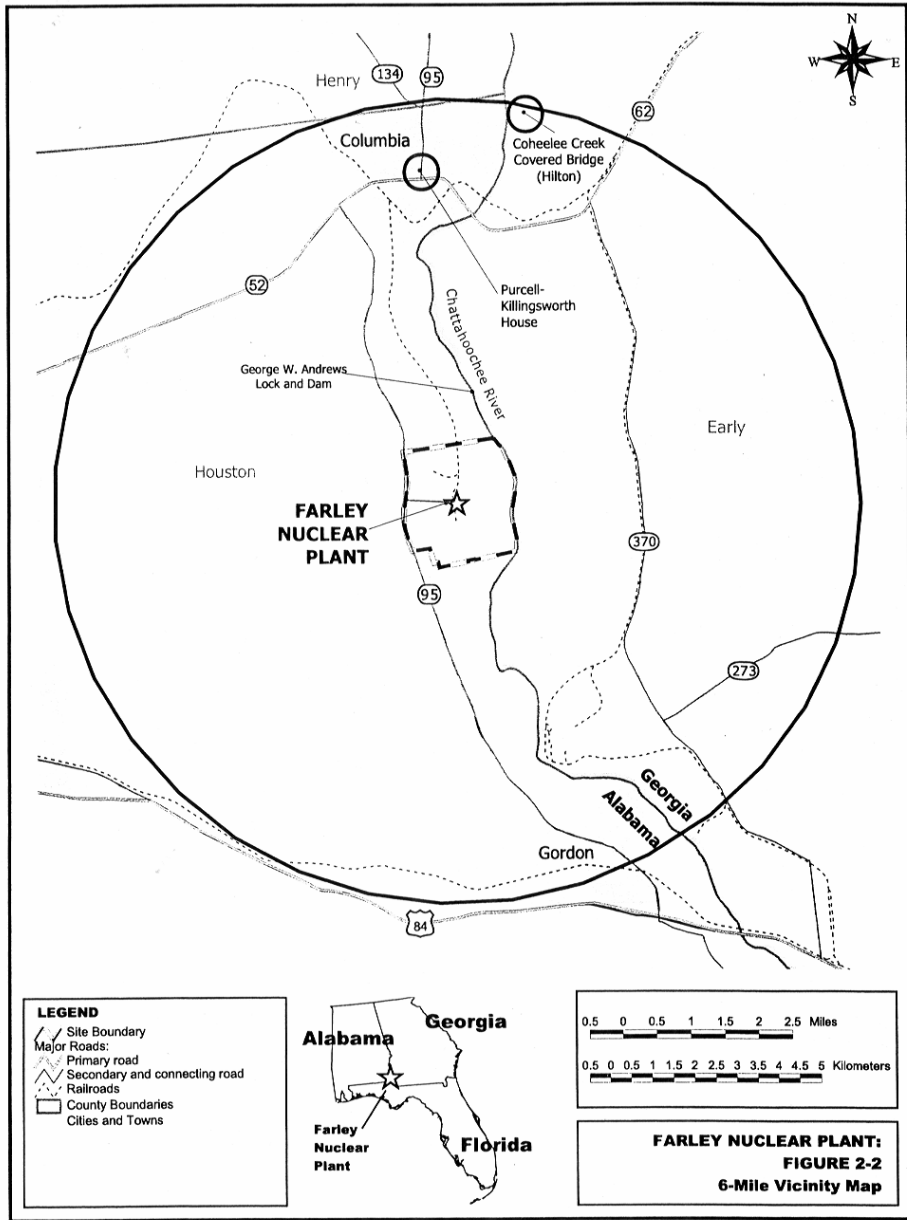 N
W
E
S
134
95
Henry
62
Columbia
Coheelee Creek
Covered Bridge
(Hilton)
52
Purcell-
Killingsworth
House
Chattahoochee River
George W. Andrews
Lock and Dam
Early
Houston
FARLEY
NUCLEAR
PLANT
370
95
273
Georgia
Alabama
Gordon
84
LEGEND
Site Boundary
Major Roads:
Primary road
Secondary and connecting road
Railroads
County Boundaries
Cities and Towns
Alabama
Georgia
Farley
Nuclear
Plant
Florida
0.5 0 0.5 1 1.5 2 2.5 Miles
0.5 0 0.5 1 1.5 2 2.5 3 3.5 4 4.5 5 Kilometers
FARLEY NUCLEAR PLANT:
FIGURE 2-2
6-Mile Vicinity Map